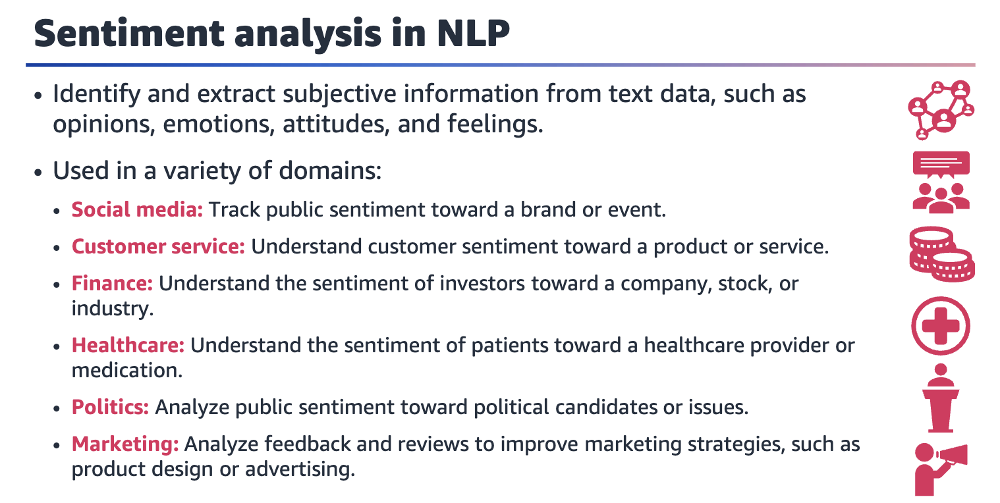 Sentiment analysis in NLP
• Identify and extract subjective information from text data, such as
opinions, emotions, attitudes, and feelings.
• Used in a variety of domains:
• Social media: Track public sentiment toward a brand or event.
• Customer service: Understand customer sentiment toward a product or service.
• Finance: Understand the sentiment of investors toward a company, stock, or
industry.
• Healthcare: Understand the sentiment of patients toward a healthcare provider or
medication.
• Politics: Analyze public sentiment toward political candidates or issues.
• Marketing: Analyze feedback and reviews to improve marketing strategies, such as
product design or advertising.